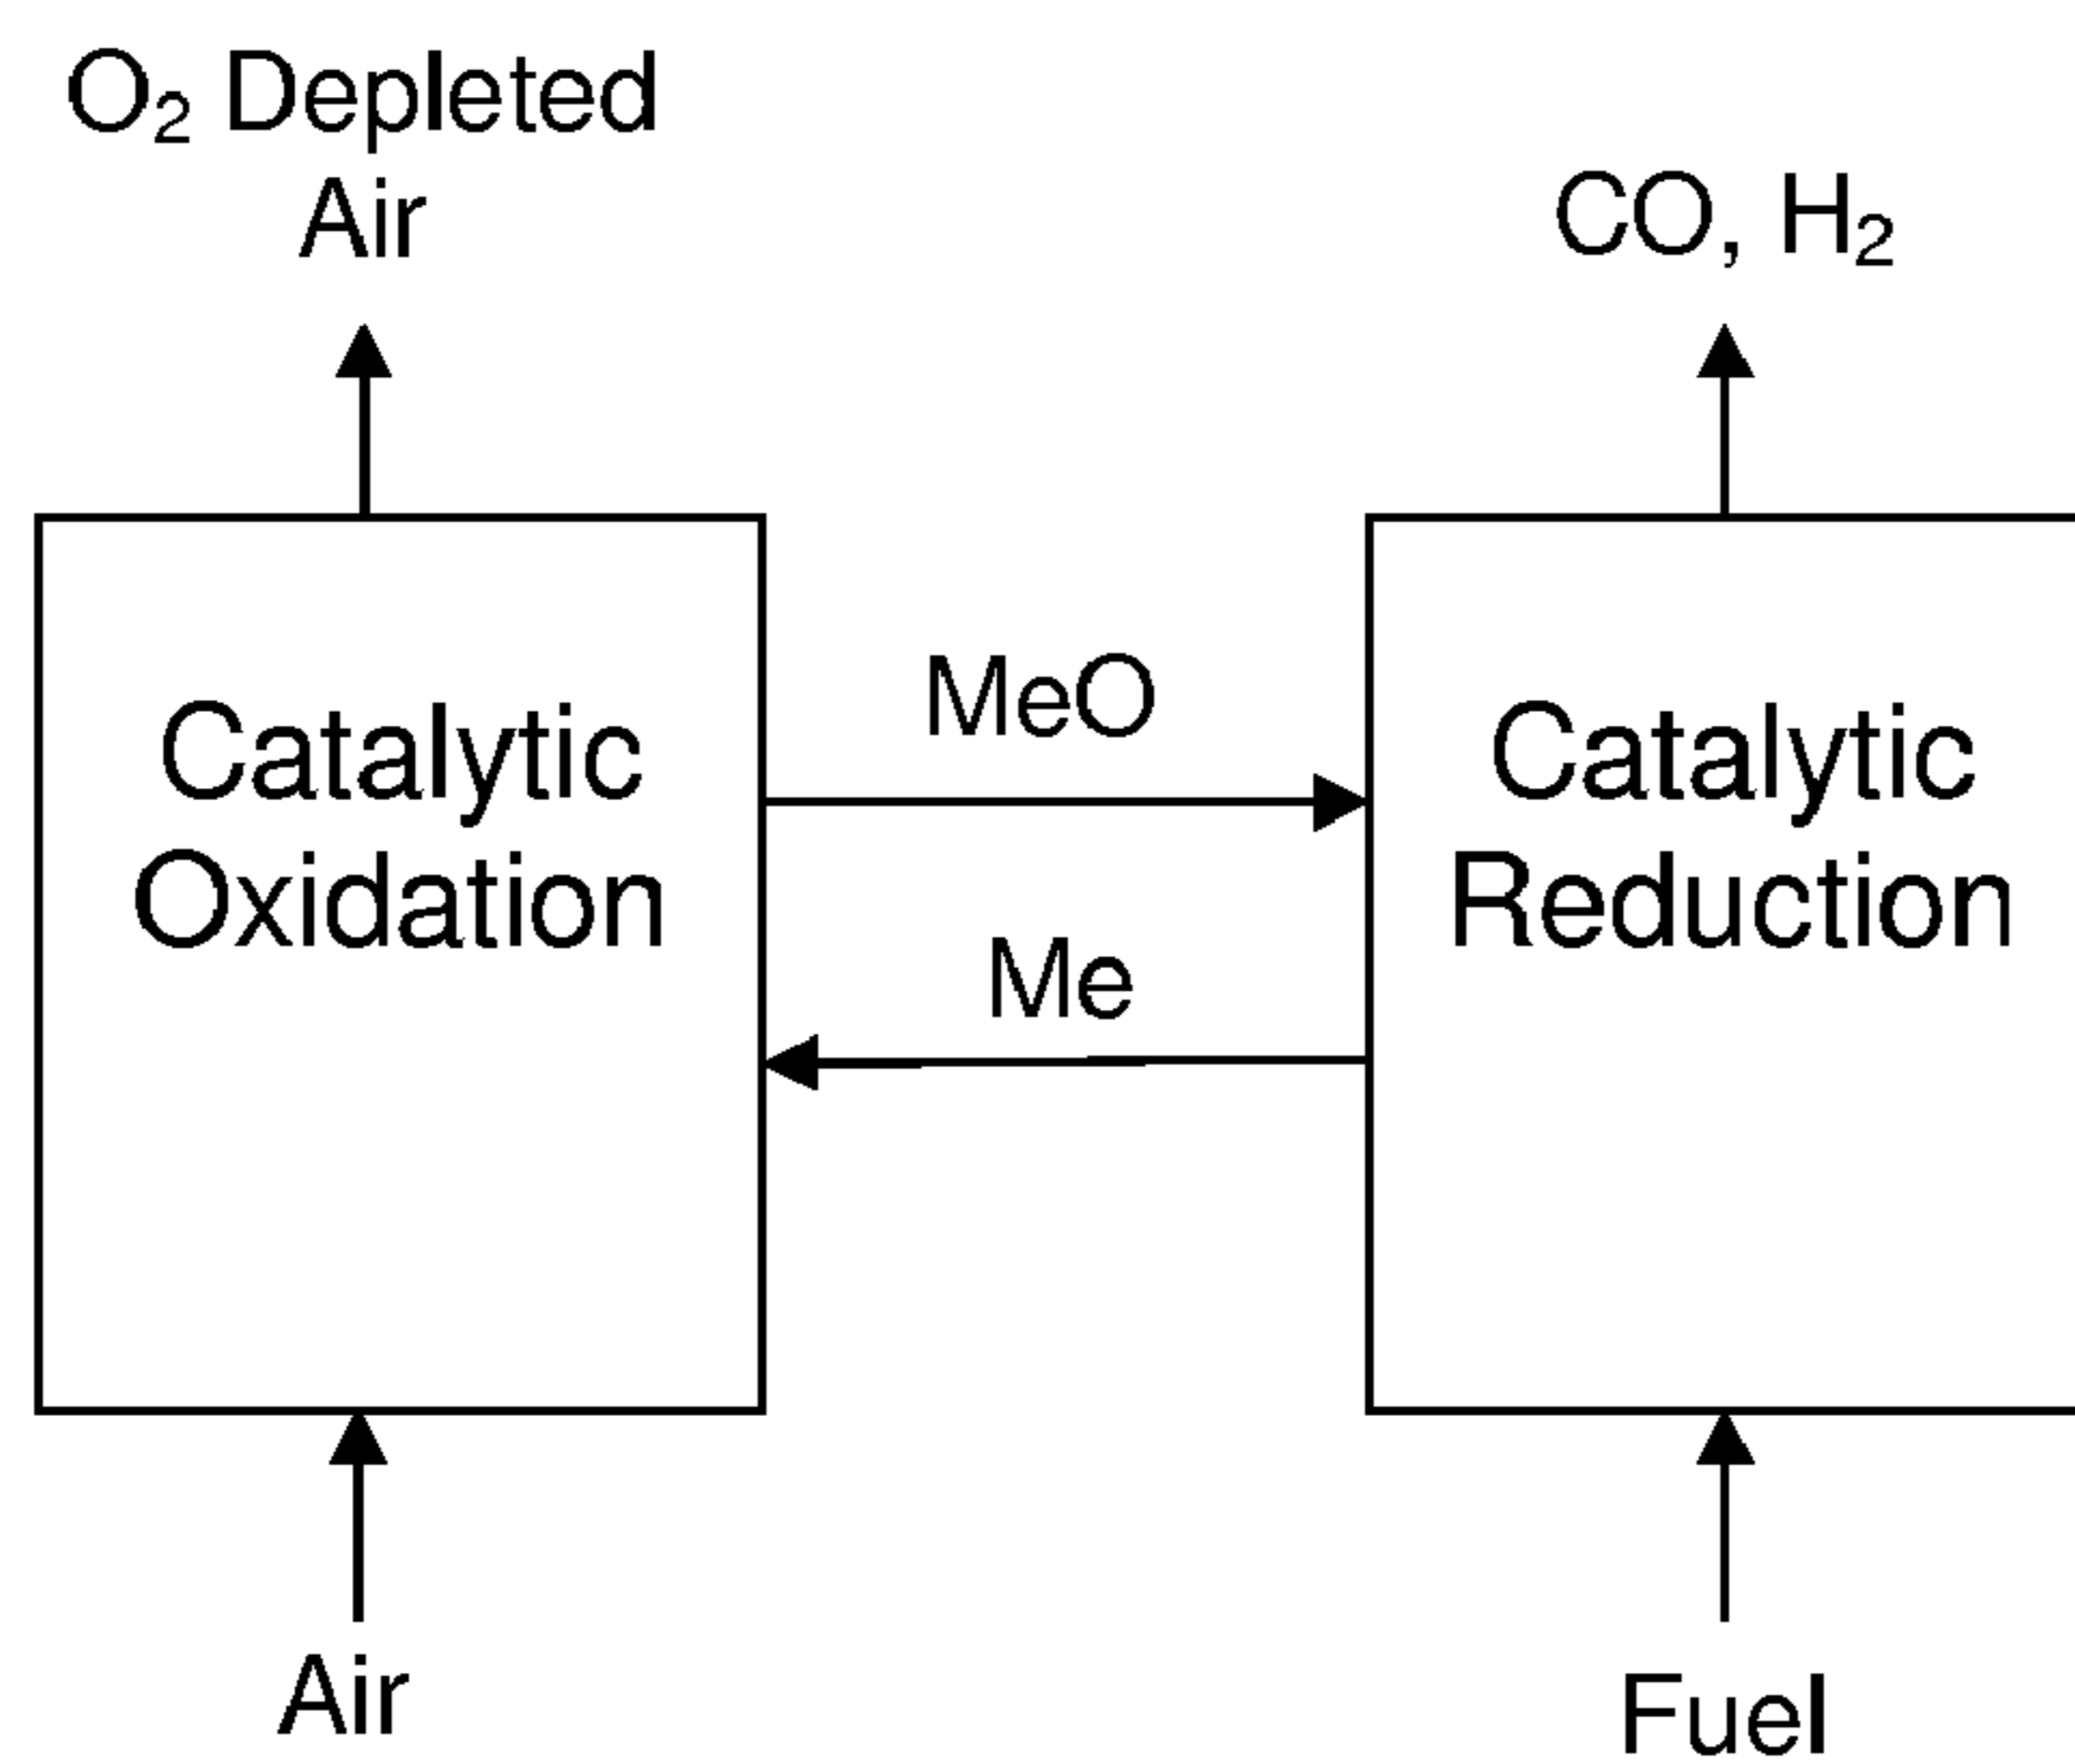 O₂ Depleted
Air
CO, H₂
Catalytic
Oxidation
MeO
Me
Catalytic
Reduction
Air
Fuel